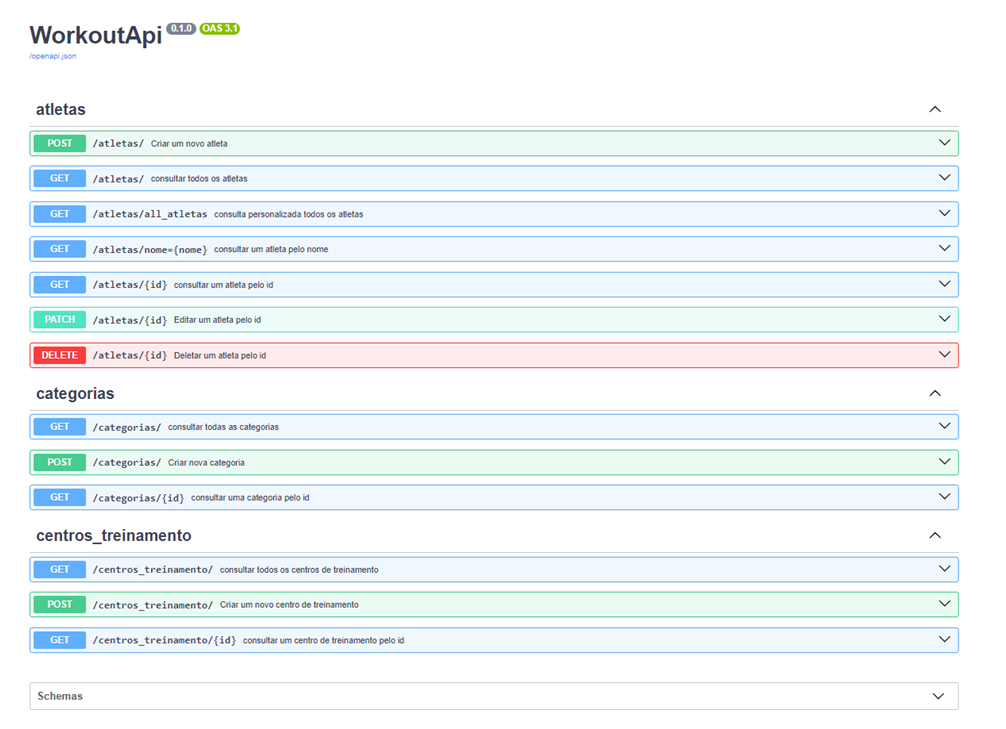 WorkoutApi 0.1.0 OAS 3.1
/openapi.json
atletas
POST /atletas/ Criar um novo atleta
GET /atletas/ consultar todos os atletas
GET /atletas/all_atletas consulta personalizada todos os atletas
GET /atletas/nome={nome} consultar um atleta pelo nome
GET /atletas/{id} consultar um atleta pelo id
PATCH /atletas/{id} Editar um atleta pelo id
DELETE /atletas/{id} Deletar um atleta pelo id
categorias
GET /categorias/ consultar todas as categorias
POST /categorias/ Criar nova categoria
GET /categorias/{id} consultar uma categoria pelo id
centros_treinamento
GET /centros_treinamento/ consultar todos os centros de treinamento
POST /centros_treinamento/ Criar um novo centro de treinamento
GET /centros_treinamento/{id} consultar um centro de treinamento pelo id
Schemas